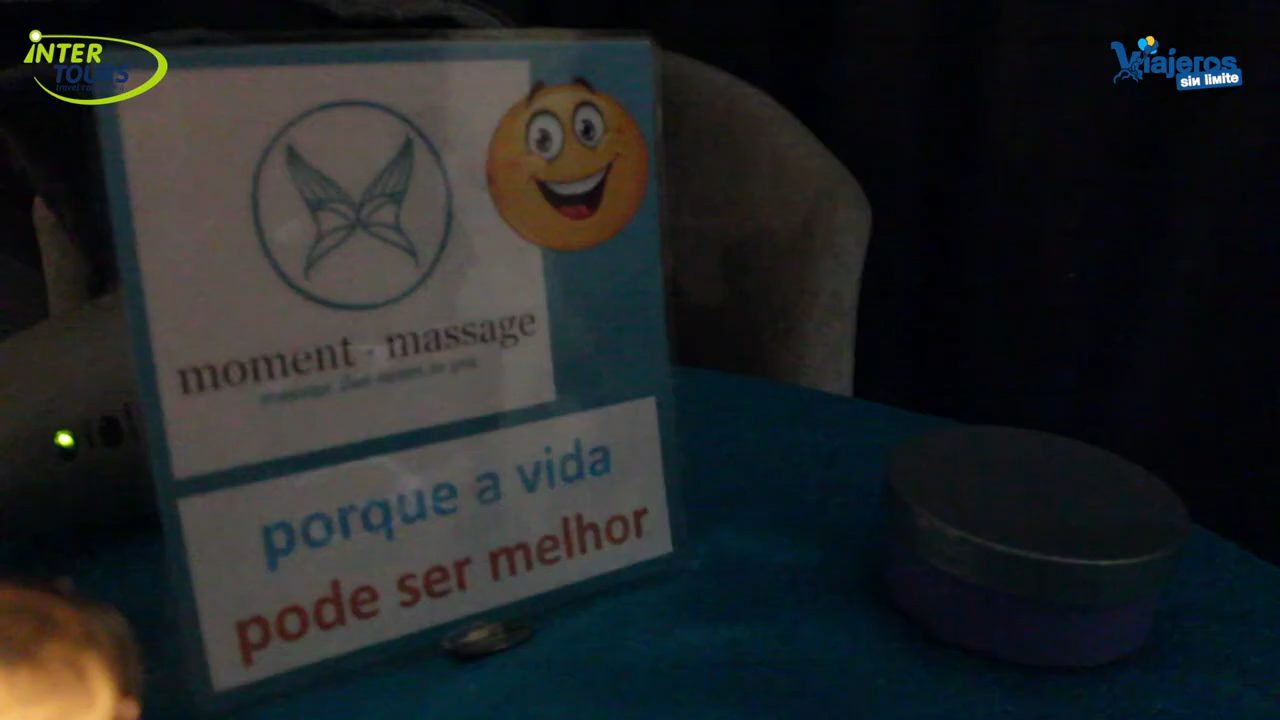 INTER
TOURS
Viajeros
sin limite
moment · massage
porque a vida
pode ser melhor